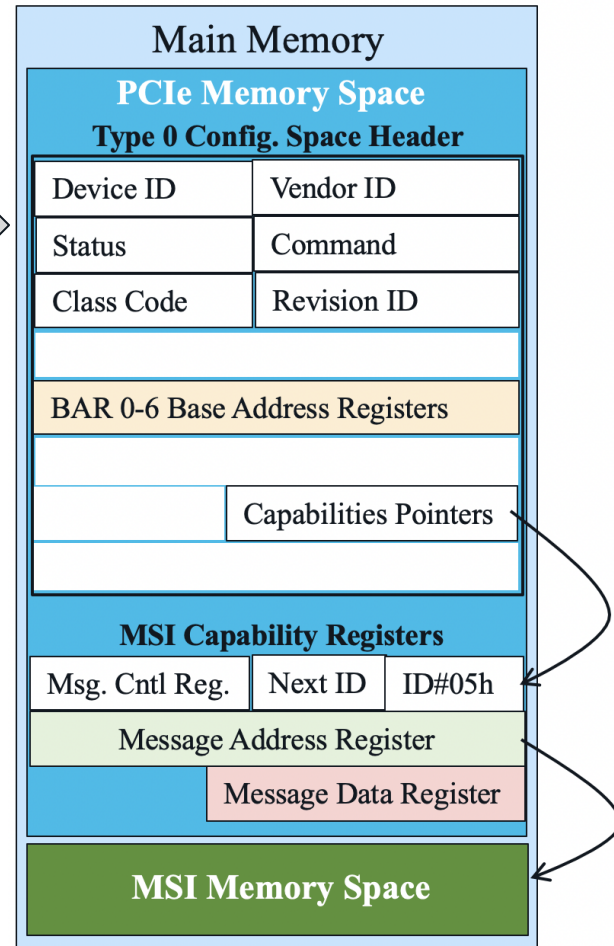 Main Memory
PCIe Memory Space
Type 0 Config. Space Header
Device ID Vendor ID
Status Command
Class Code Revision ID
BAR 0-6 Base Address Registers
Capabilities Pointers
MSI Capability Registers
Msg. Cntl Reg. Next ID ID#05h
Message Address Register
Message Data Register
MSI Memory Space